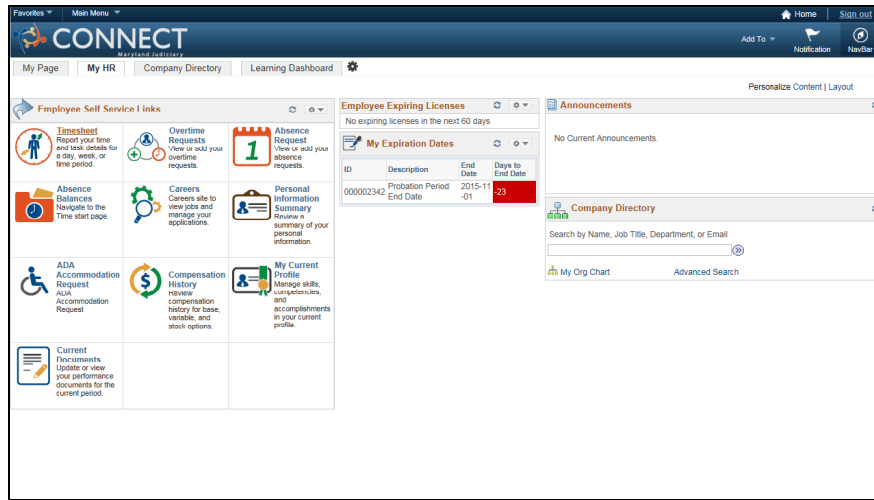 Favorites Main Menu
Home Sign out
CONNECT
Maryland Judiciary
Add To Notification NavBar
My Page My HR Company Directory Learning Dashboard
Personalize Content | Layout
Employee Self Service Links
Timesheet
Report your time
and task details for
a day, week, or
time period.
Overtime
Requests
View or add your
overtime
requests.
Absence
Request
View or add your
absence
requests.
1
Absence
Balances
Navigate to the
Time start page.
Careers
Careers site to
view jobs and
manage your
applications.
Personal
Information
Summary
Review a
summary of your
personal
information.
ADA
Accommodation
Request
ADA
Accommodation
Request
Compensation
History
Review
compensation
history for base,
variable, and
stock options.
My Current
Profile
Manage skills,
competencies,
and
accomplishments
in your current
profile.
Current
Documents
Update or view
your performance
documents for the
current period.
Employee Expiring Licenses
No expiring licenses in the next 60 days
My Expiration Dates
ID Description End Date Days to End Date
000002342 Probation Period End Date 2015-11-01 -23
Announcements
No Current Announcements.
Company Directory
Search by Name, Job Title, Department, or Email
My Org Chart Advanced Search